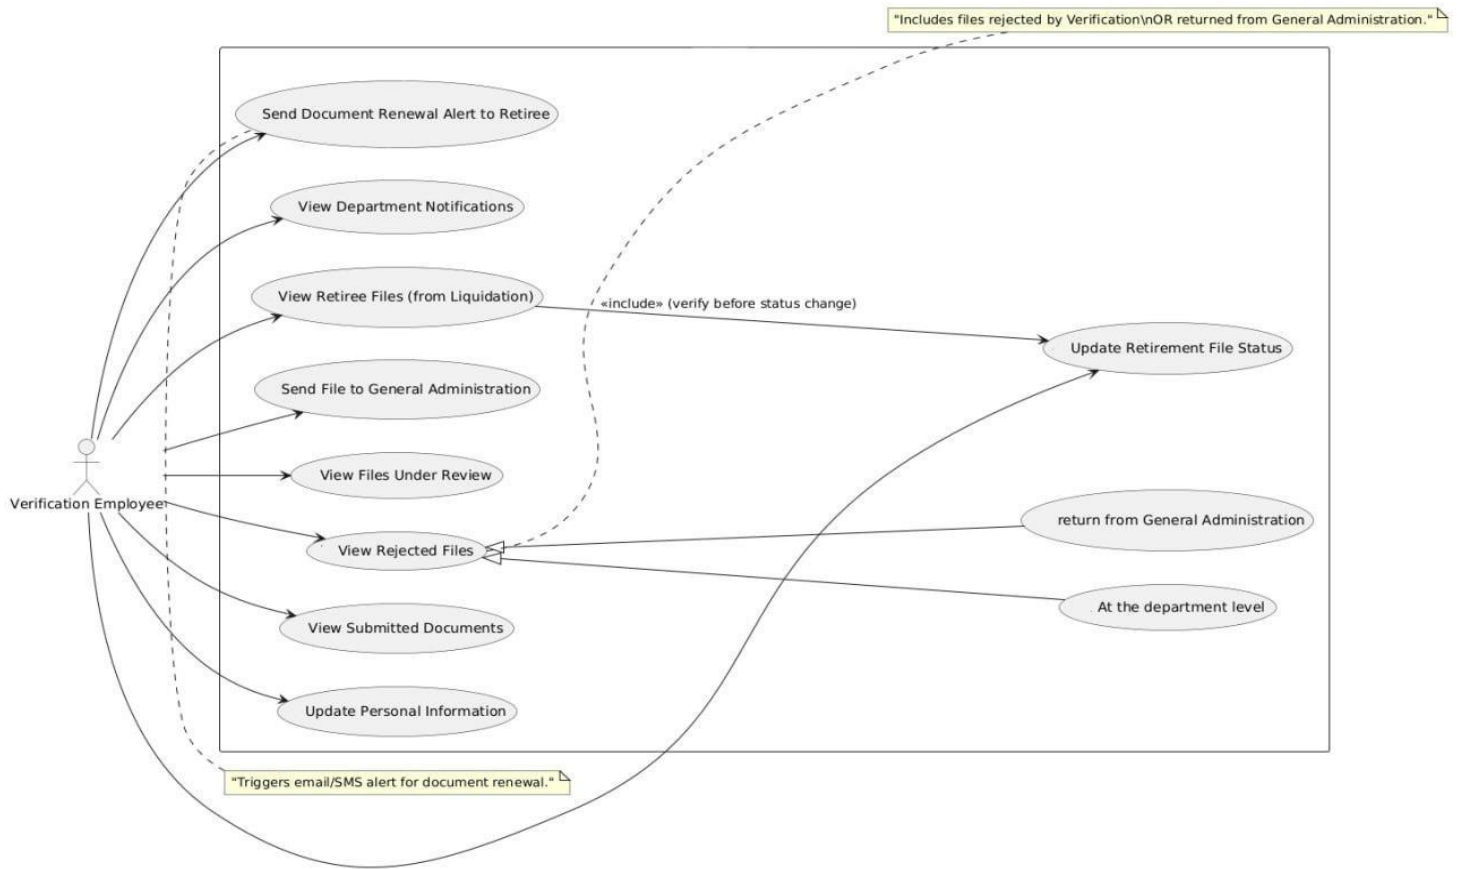 "Includes files rejected by Verification\nOR returned from General Administration."
Send Document Renewal Alert to Retiree
View Department Notifications
View Retiree Files (from Liquidation)
«include» (verify before status change)
Update Retirement File Status
Send File to General Administration
View Files Under Review
Verification Employee
return from General Administration
View Rejected Files
At the department level
View Submitted Documents
Update Personal Information
"Triggers email/SMS alert for document renewal."